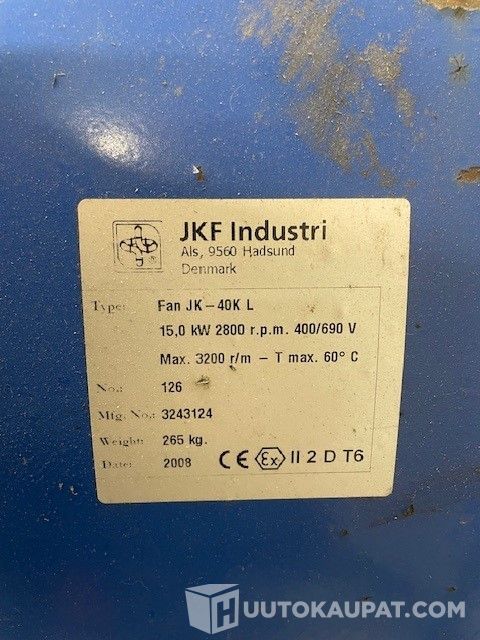 JKF Industri
Als, 9560 Hadsund
Denmark
Type: Fan JK-40K L
15,0 kW 2800 r.p.m. 400/690 V
Max. 3200 r/m - T max. 60° C
No.: 126
Mfg. No.: 3243124
Weight: 265 kg.
Date: 2008 CE Ex II 2 D T6
HUUTOKAUPAT.COM